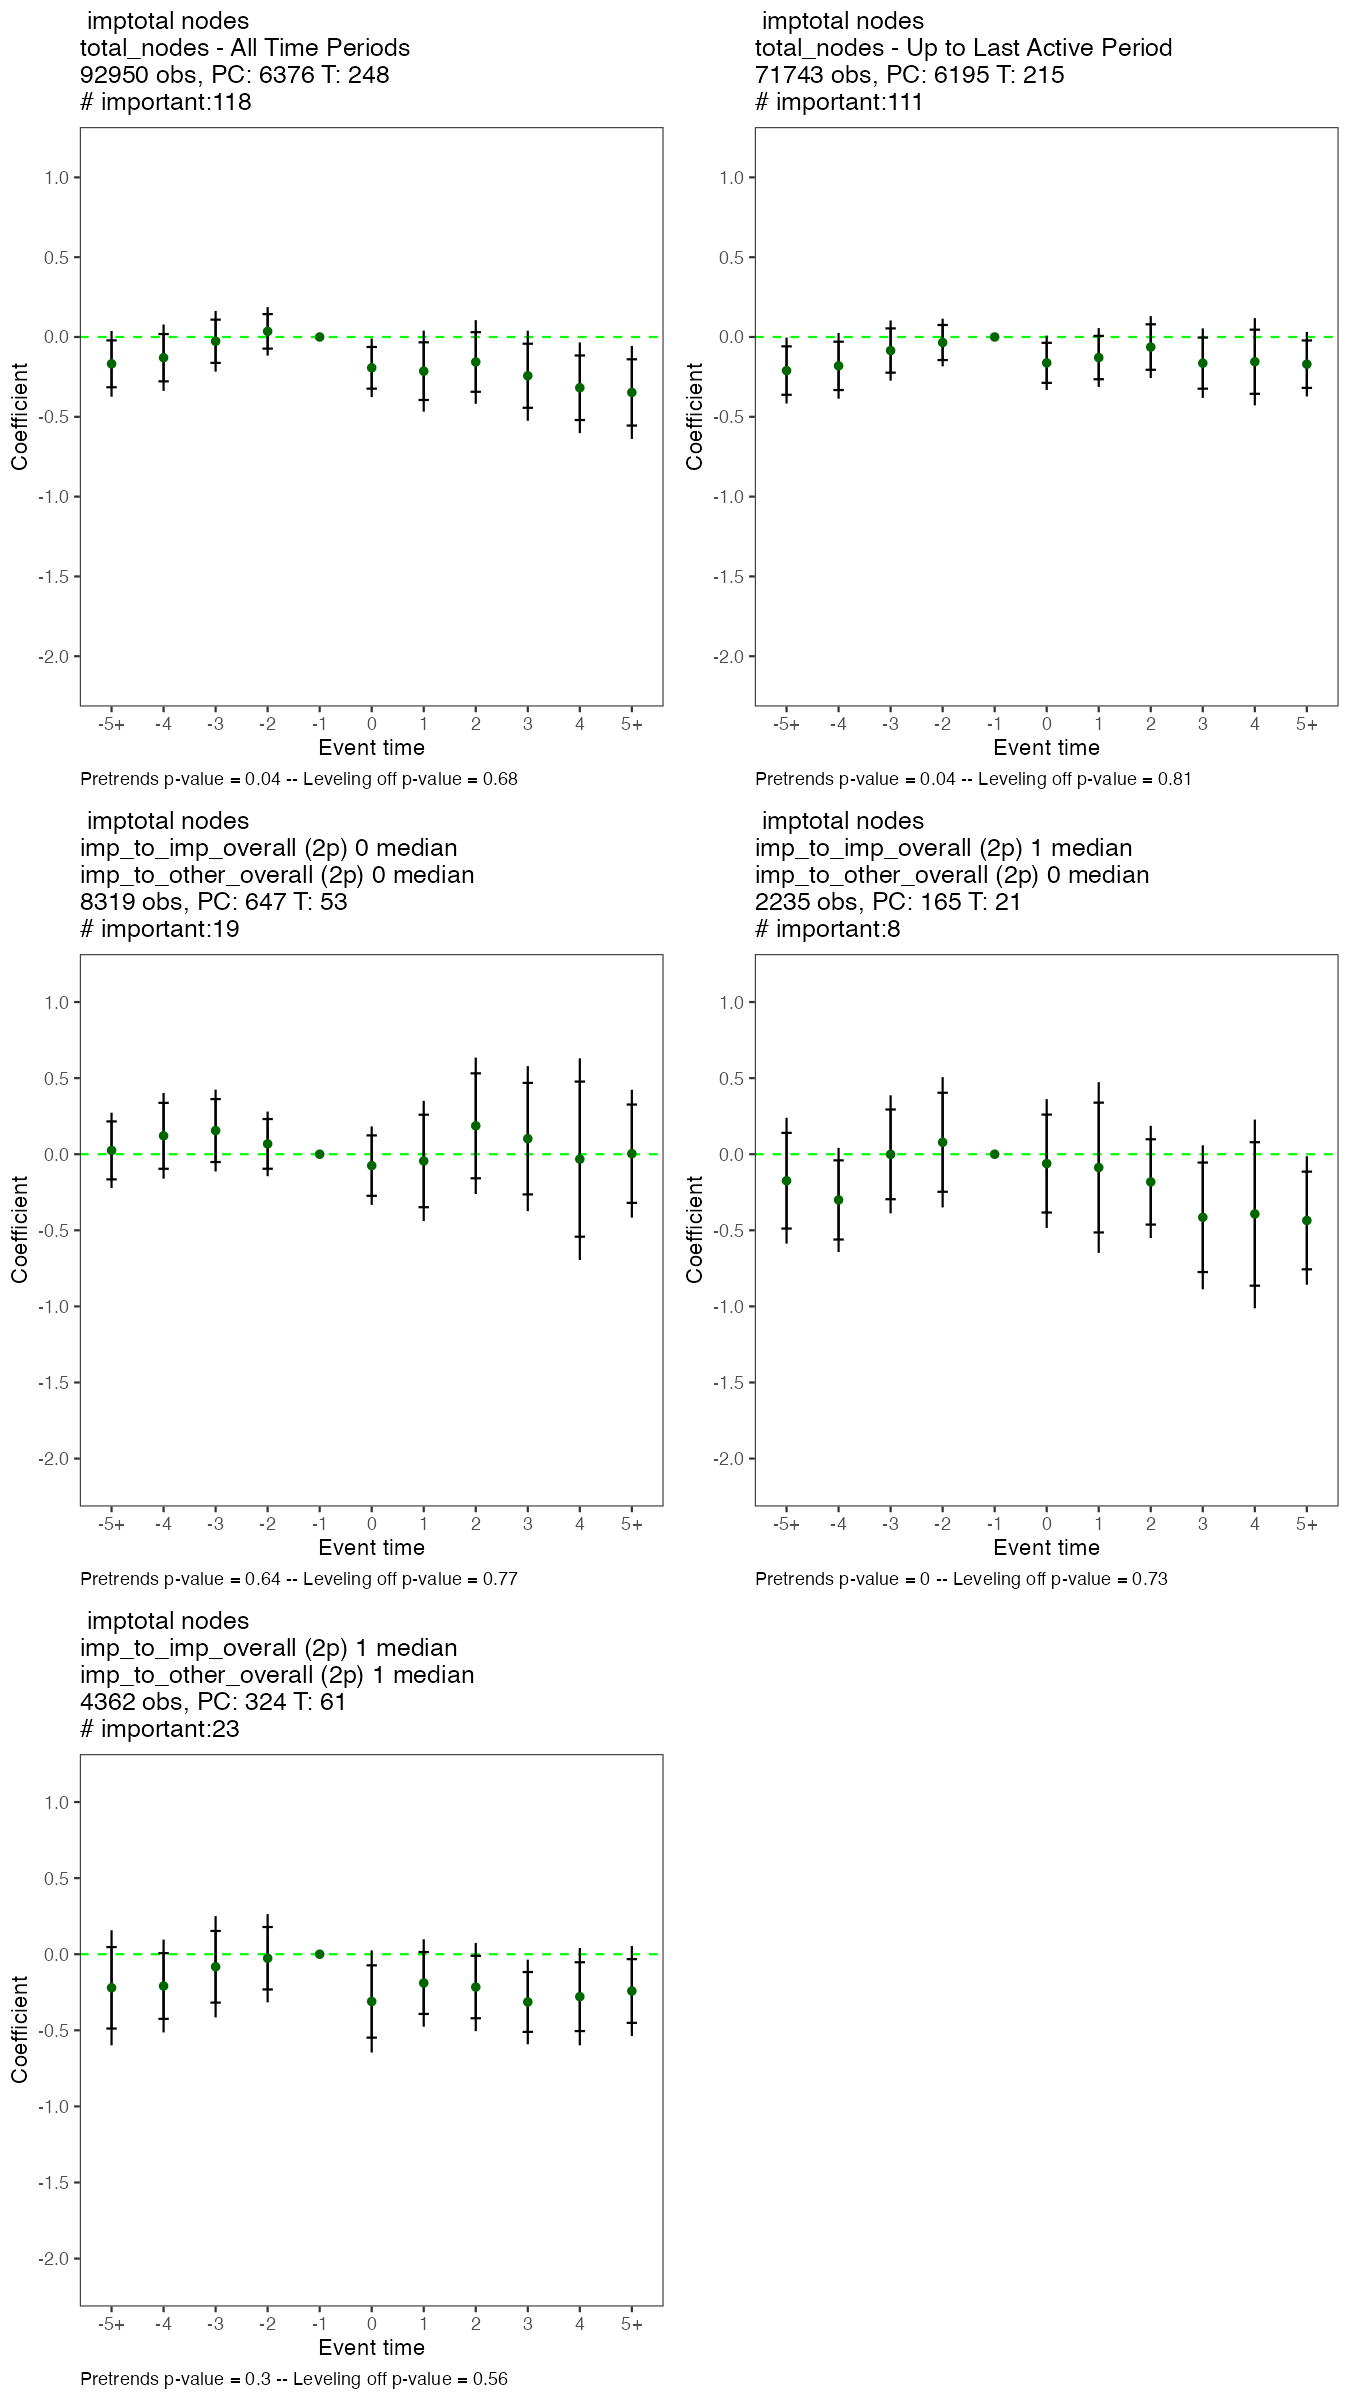 imptotal nodes
total_nodes - All Time Periods
92950 obs, PC: 6376 T: 248
# important:118
1.0
0.5
0.0
-0.5
-1.0
-1.5
-2.0
Coefficient
-5+ -4 -3 -2 -1 0 1 2 3 4 5+
Event time
Pretrends p-value = 0.04 -- Leveling off p-value = 0.68
imptotal nodes
total_nodes - Up to Last Active Period
71743 obs, PC: 6195 T: 215
# important:111
1.0
0.5
0.0
-0.5
-1.0
-1.5
-2.0
Coefficient
-5+ -4 -3 -2 -1 0 1 2 3 4 5+
Event time
Pretrends p-value = 0.04 -- Leveling off p-value = 0.81
imptotal nodes
imp_to_imp_overall (2p) 0 median
imp_to_other_overall (2p) 0 median
8319 obs, PC: 647 T: 53
# important:19
1.0
0.5
0.0
-0.5
-1.0
-1.5
-2.0
Coefficient
-5+ -4 -3 -2 -1 0 1 2 3 4 5+
Event time
Pretrends p-value = 0.64 -- Leveling off p-value = 0.77
imptotal nodes
imp_to_imp_overall (2p) 1 median
imp_to_other_overall (2p) 0 median
2235 obs, PC: 165 T: 21
# important:8
1.0
0.5
0.0
-0.5
-1.0
-1.5
-2.0
Coefficient
-5+ -4 -3 -2 -1 0 1 2 3 4 5+
Event time
Pretrends p-value = 0 -- Leveling off p-value = 0.73
imptotal nodes
imp_to_imp_overall (2p) 1 median
imp_to_other_overall (2p) 1 median
4362 obs, PC: 324 T: 61
# important:23
1.0
0.5
0.0
-0.5
-1.0
-1.5
-2.0
Coefficient
-5+ -4 -3 -2 -1 0 1 2 3 4 5+
Event time
Pretrends p-value = 0.3 -- Leveling off p-value = 0.56